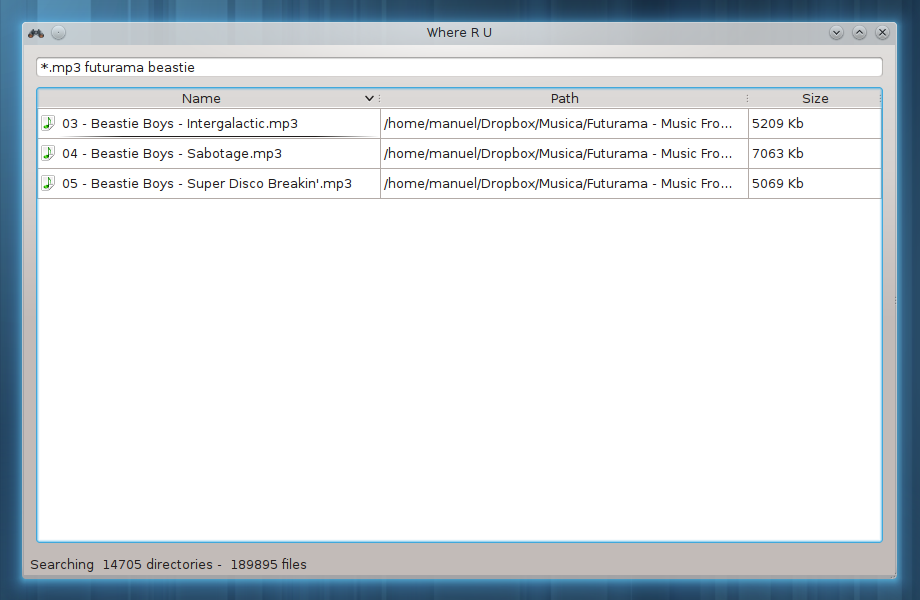 Where R U
*.mp3 futurama beastie
Name Path Size
03 - Beastie Boys - Intergalactic.mp3 /home/manuel/Dropbox/Musica/Futurama - Music Fro... 5209 Kb
04 - Beastie Boys - Sabotage.mp3 /home/manuel/Dropbox/Musica/Futurama - Music Fro... 7063 Kb
05 - Beastie Boys - Super Disco Breakin'.mp3 /home/manuel/Dropbox/Musica/Futurama - Music Fro... 5069 Kb
Searching  14705 directories -  189895 files